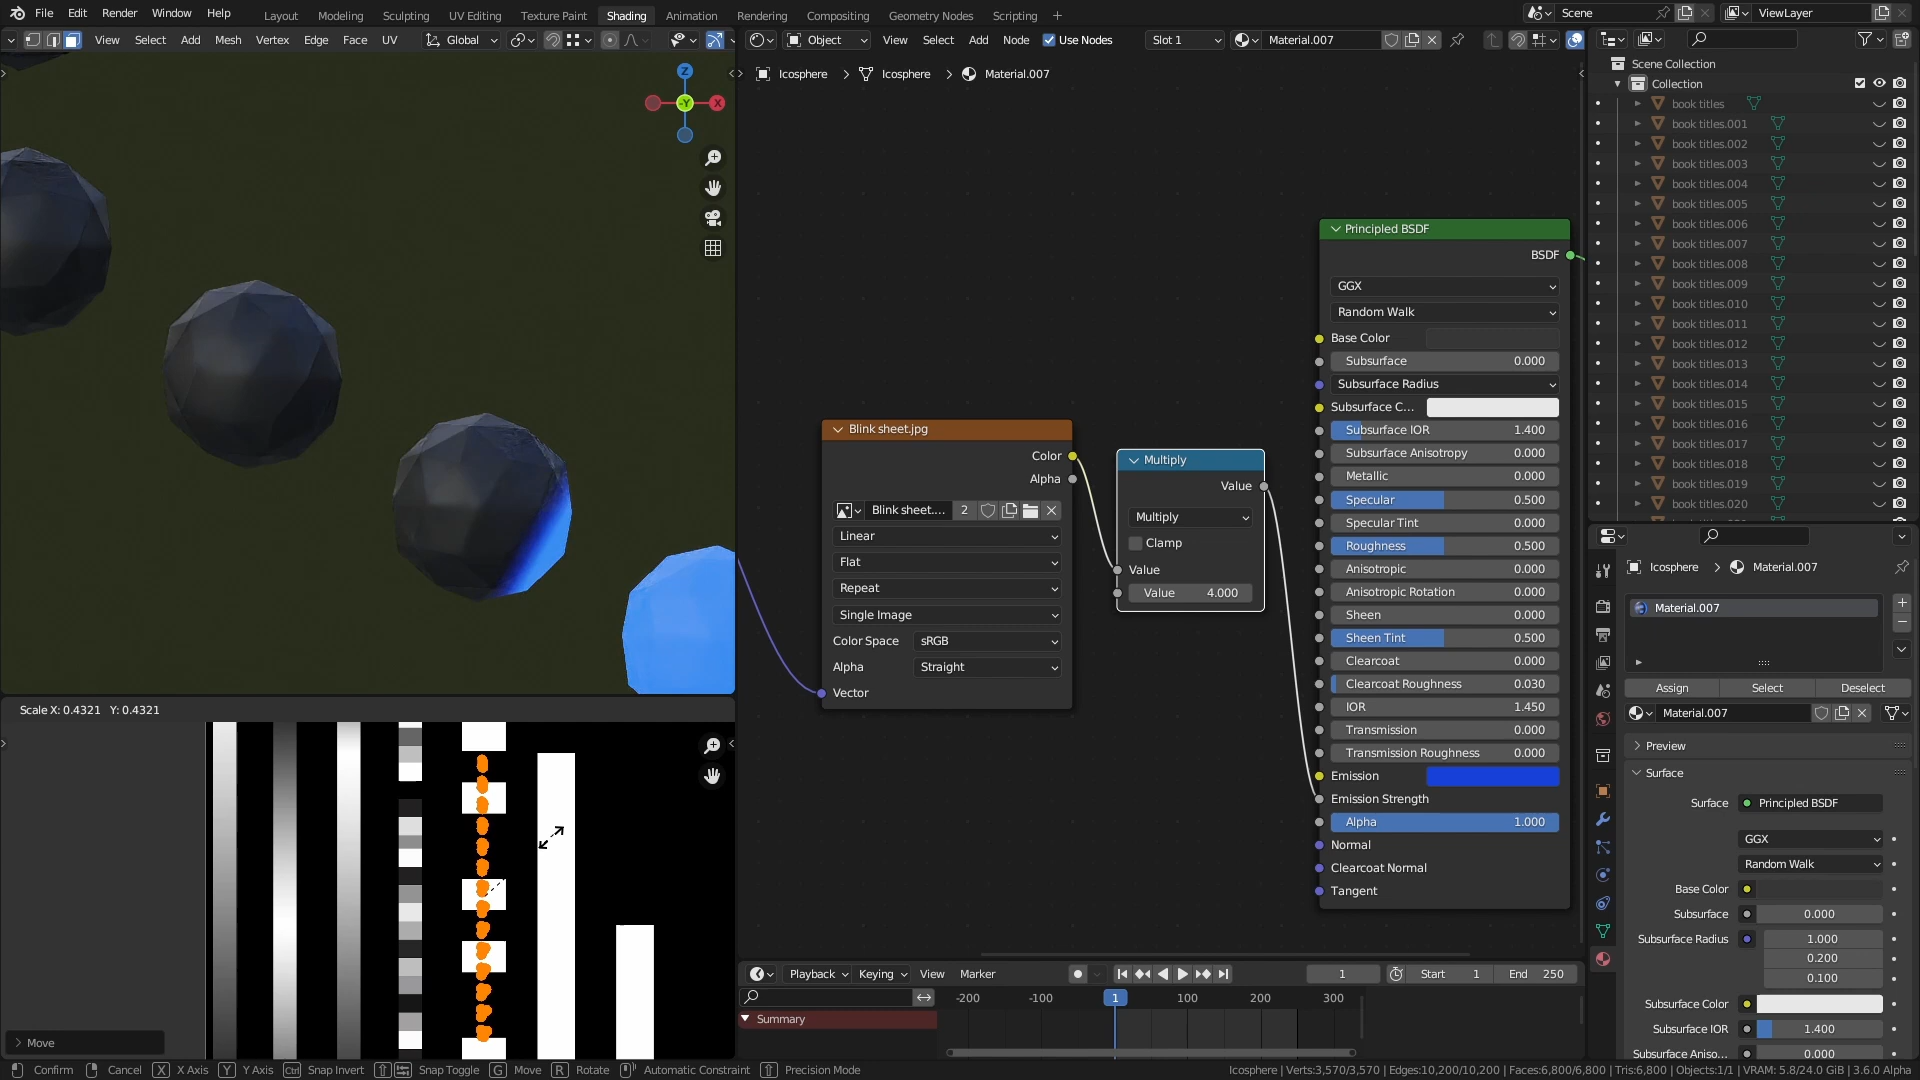 File Edit Render Window Help Layout Modeling Sculpting UV Editing Texture Paint Shading Animation Rendering Compositing Geometry Nodes Scripting + Scene ViewLayer
View Select Add Mesh Vertex Edge Face UV Global Object View Select Add Node Use Nodes Slot 1 Material.007
Icosphere > Icosphere > Material.007
Z
-Y X
Scene Collection
Collection
book titles
book titles.001
book titles.002
book titles.003
book titles.004
book titles.005
book titles.006
book titles.007
book titles.008
book titles.009
book titles.010
book titles.011
book titles.012
book titles.013
book titles.014
book titles.015
book titles.016
book titles.017
book titles.018
book titles.019
book titles.020
Blink sheet.jpg
Color
Alpha
Blink sheet.... 2
Linear
Flat
Repeat
Single Image
Color Space sRGB
Alpha Straight
Vector
Multiply
Value
Multiply
Clamp
Value
Value 4.000
Principled BSDF
BSDF
GGX
Random Walk
Base Color
Subsurface 0.000
Subsurface Radius
Subsurface C...
Subsurface IOR 1.400
Subsurface Anisotropy 0.000
Metallic 0.000
Specular 0.500
Specular Tint 0.000
Roughness 0.500
Anisotropic 0.000
Anisotropic Rotation 0.000
Sheen 0.000
Sheen Tint 0.500
Clearcoat 0.000
Clearcoat Roughness 0.030
IOR 1.450
Transmission 0.000
Transmission Roughness 0.000
Emission
Emission Strength
Alpha 1.000
Normal
Clearcoat Normal
Tangent
Icosphere > Material.007
Material.007
Assign Select Deselect
Material.007
Preview
Surface
Surface Principled BSDF
GGX
Random Walk
Base Color
Subsurface 0.000
Subsurface Radius 1.000
0.200
0.100
Subsurface Color
Subsurface IOR 1.400
Subsurface Aniso... 0.000
Scale X: 0.4321 Y: 0.4321
Move
Playback Keying View Marker 1 Start 1 End 250
-200 -100 1 100 200 300
Summary
Confirm Cancel X X Axis Y Y Axis Ctrl Snap Invert Snap Toggle G Move R Rotate Automatic Constraint Precision Mode Icosphere | Verts:3,570/3,570 | Edges:10,200/10,200 | Faces:6,800/6,800 | Tris:6,800 | Objects:1/1 | VRAM: 5.8/24.0 GiB | 3.6.0 Alpha